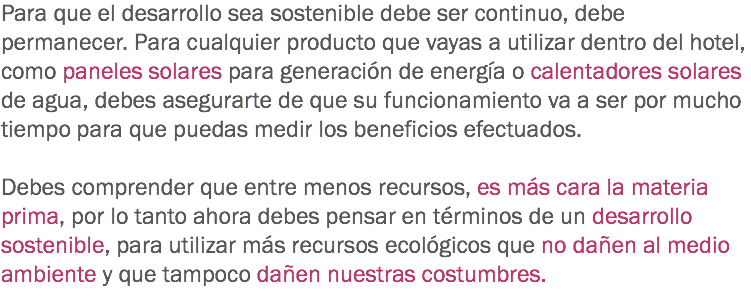 Para que el desarrollo sea sostenible debe ser continuo, debe
permanecer. Para cualquier producto que vayas a utilizar dentro del hotel,
como paneles solares para generación de energía o calentadores solares
de agua, debes asegurarte de que su funcionamiento va a ser por mucho
tiempo para que puedas medir los beneficios efectuados.
Debes comprender que entre menos recursos, es más cara la materia
prima, por lo tanto ahora debes pensar en términos de un desarrollo
sostenible, para utilizar más recursos ecológicos que no dañen al medio
ambiente y que tampoco dañen nuestras costumbres.